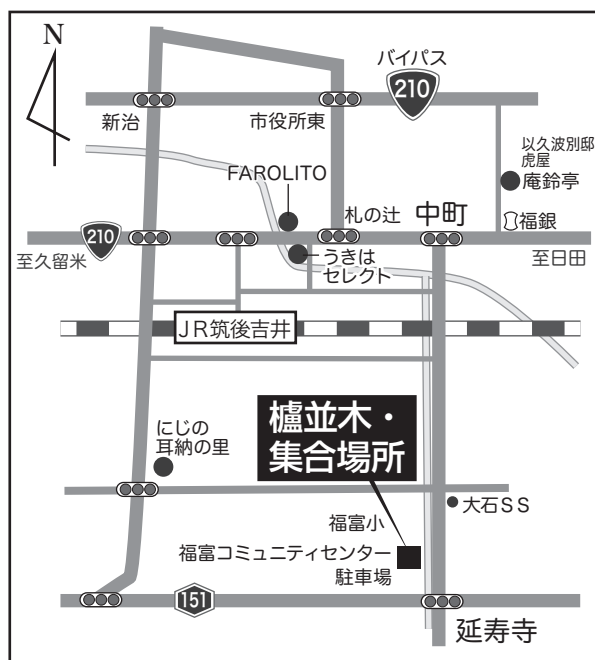 N
バイパス
210
新治
市役所東
以久波別邸
虎屋
庵鈴亭
FAROLITO
札の辻
中町
福銀
210
至久留米
うきは
セレクト
至日田
JR筑後吉井
樨並木・
集合場所
にじの
耳納の里
大石SS
福富小
福富コミュニティセンター
駐車場
151
延寿寺